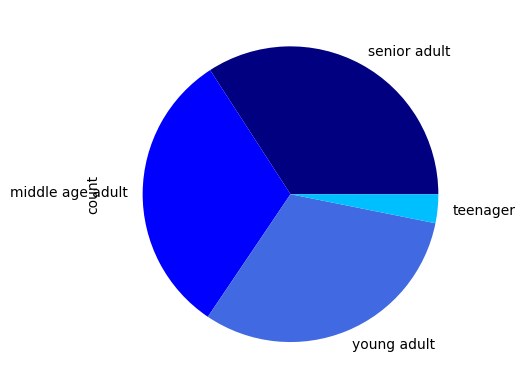 senior adult
middle age adult
count
teenager
young adult